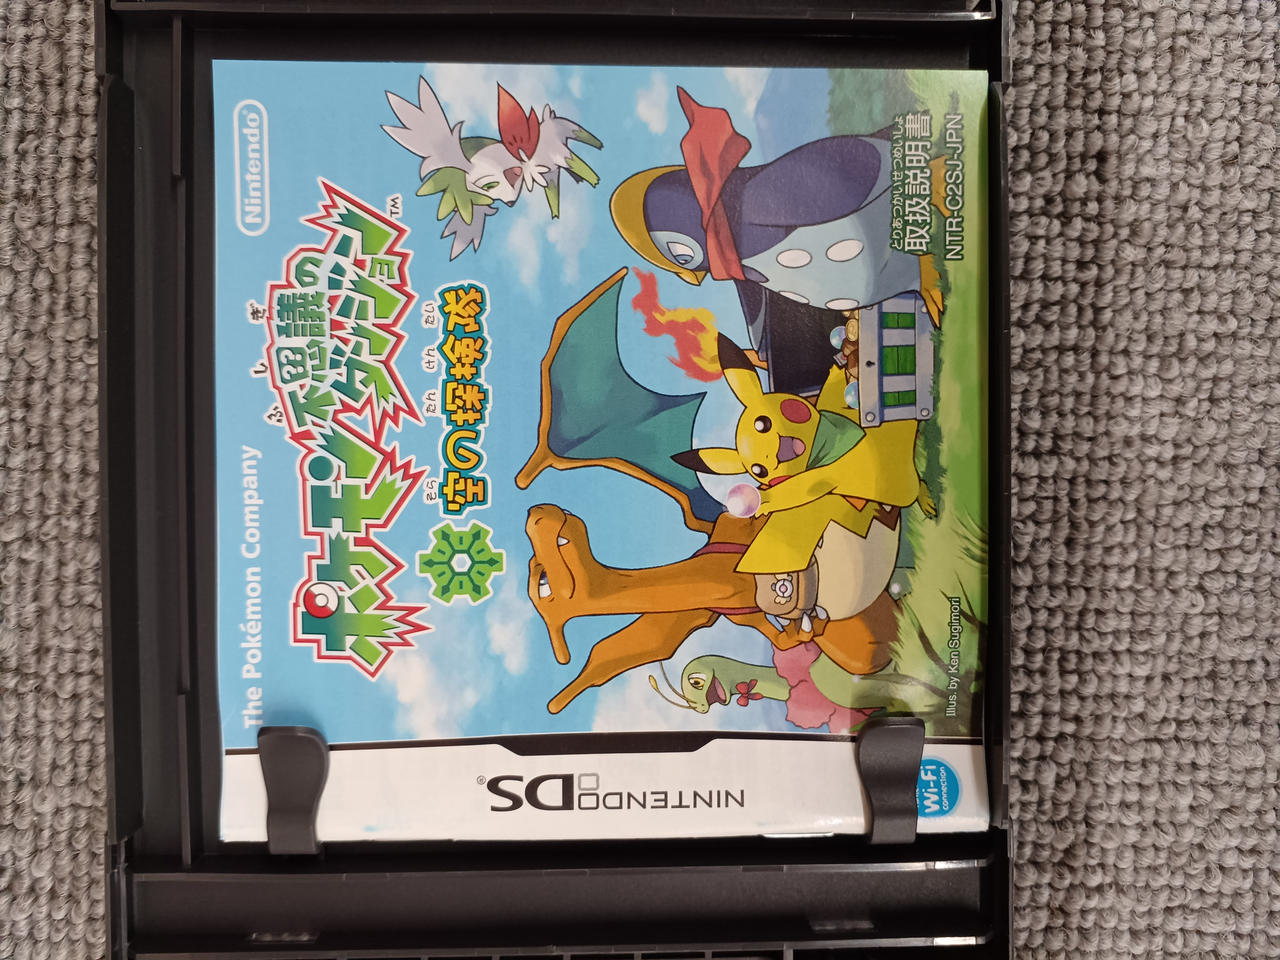 The Pokémon Company
Nintendo®
ふしぎ
ポケモン不思議の
ダンジョン™
そらたんけんたい
空の探検隊
とりあつかいせつめいしょ
取扱説明書
NTR-C2SJ-JPN
Illus. by Ken Sugimori
NINTENDO DS®
Wi-Fi
connection